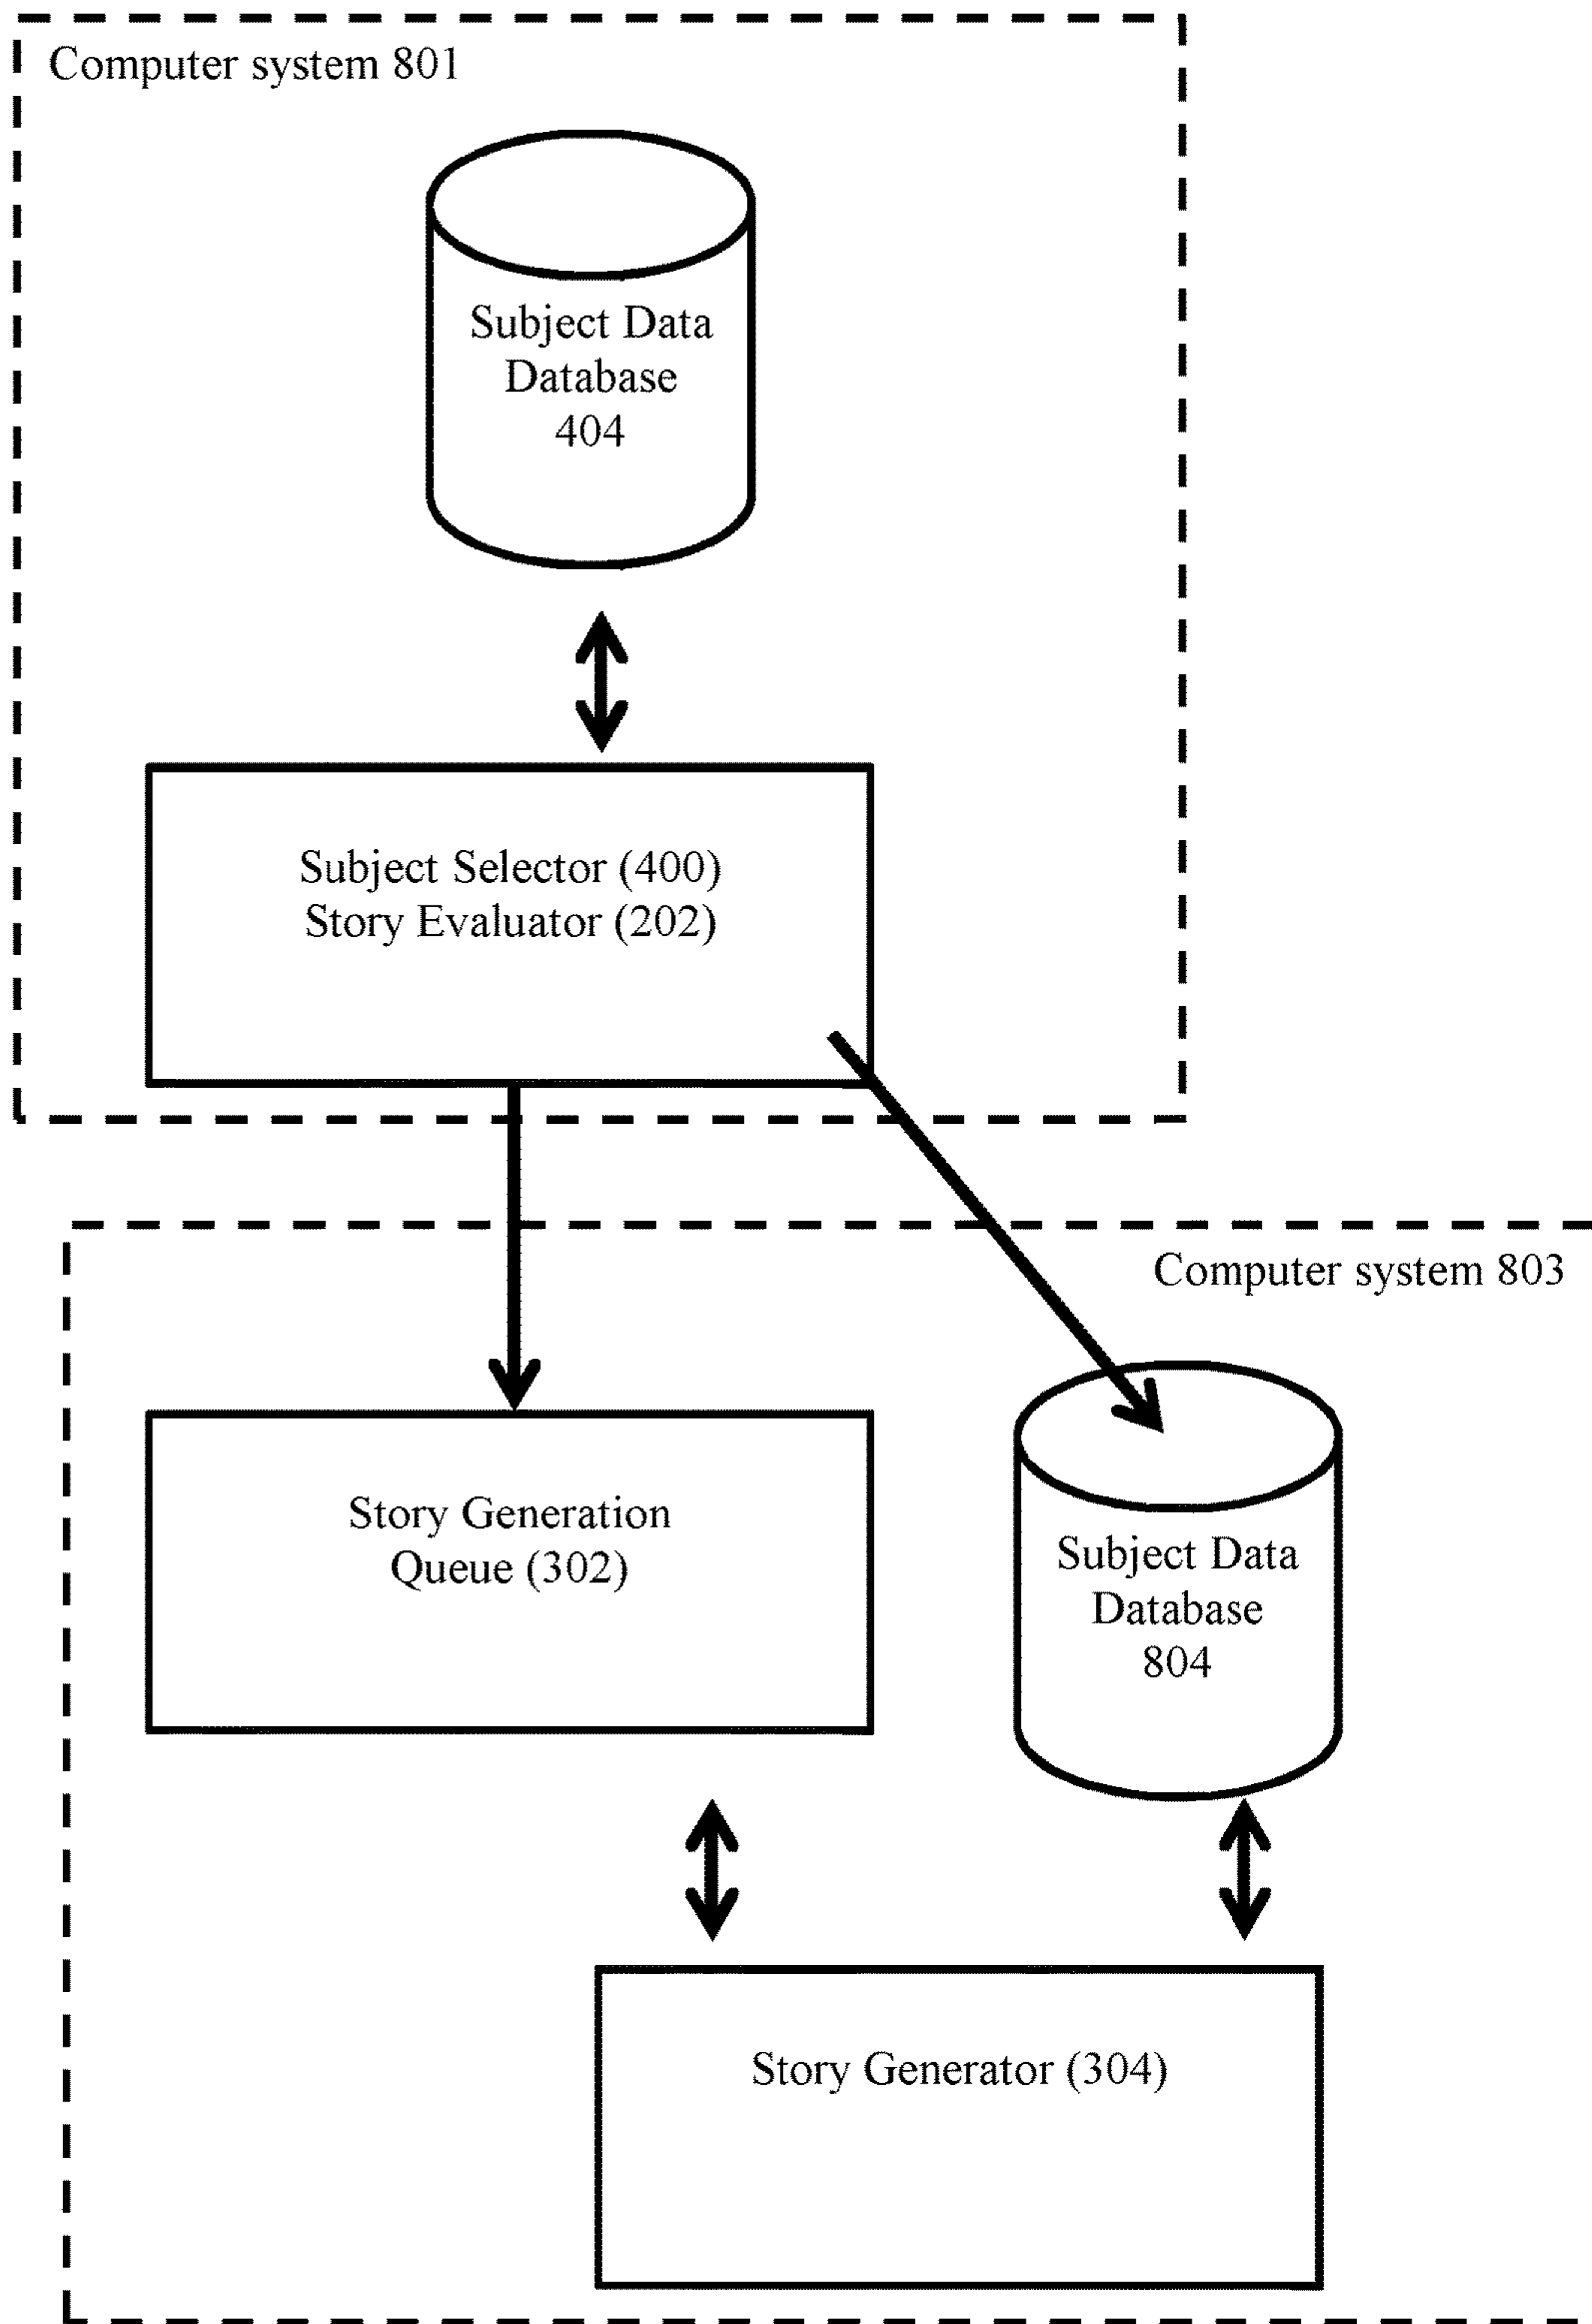 Computer system 801
Subject Data
Database
404
Subject Selector (400)
Story Evaluator (202)
Computer system 803
Story Generation
Queue (302)
Subject Data
Database
804
Story Generator (304)